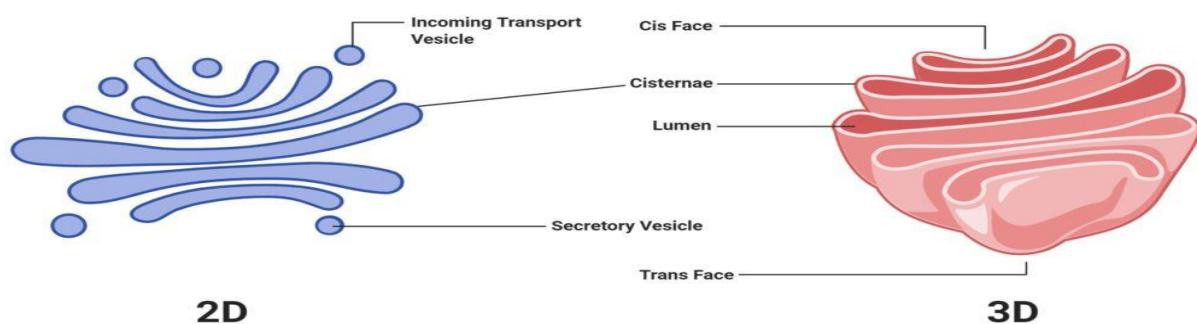 Incoming Transport
Vesicle
Cis Face
Cisternae
Lumen
Secretory Vesicle
Trans Face
2D
3D